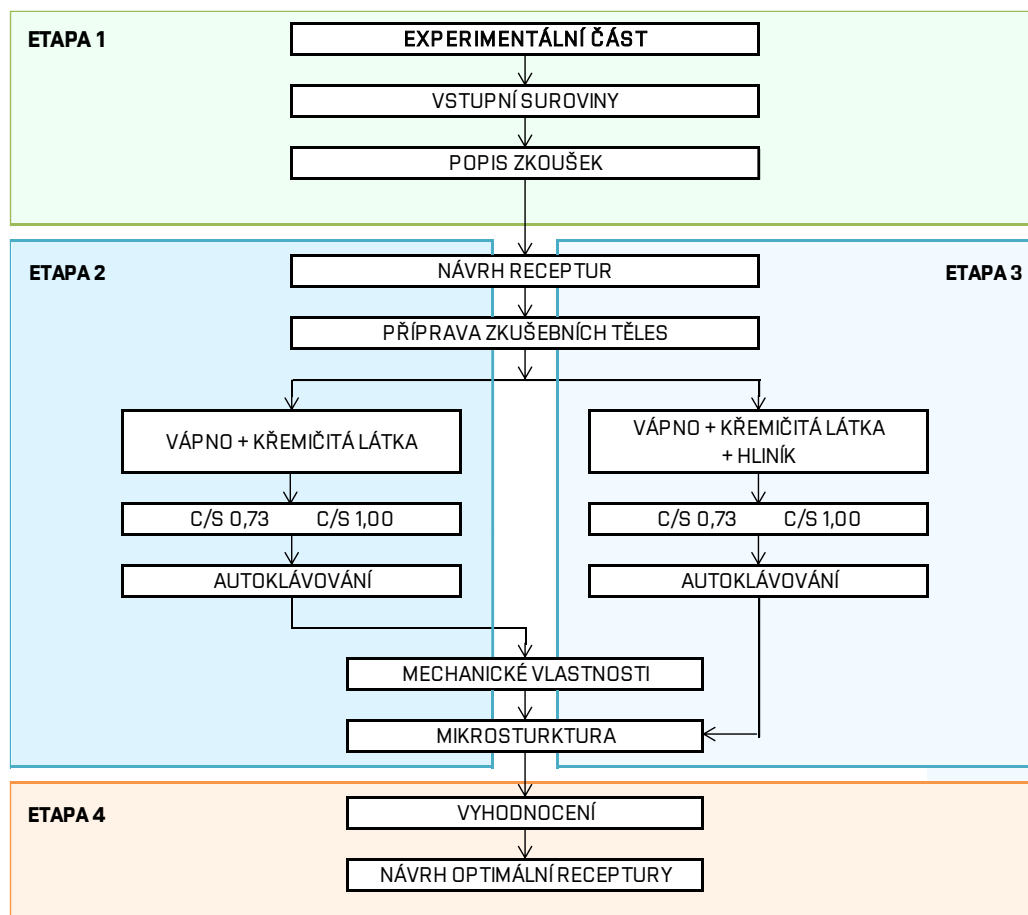 ETAPA 1
EXPERIMENTÁLNÍ ČÁST
VSTUPNÍ SUROVINY
POPIS ZKOUŠEK
ETAPA 2
NÁVRH RECEPTUR
ETAPA 3
PŘÍPRAVA ZKUŠEBNÍCH TĚLES
VÁPNO + KŘEMIČITÁ LÁTKA
VÁPNO + KŘEMIČITÁ LÁTKA
+ HLINÍK
C/S 0,73 C/S 1,00
C/S 0,73 C/S 1,00
AUTOKLÁVOVÁNÍ
AUTOKLÁVOVÁNÍ
MECHANICKÉ VLASTNOSTI
MIKROSTURKTURA
ETAPA 4
VYHODNOCENÍ
NÁVRH OPTIMÁLNÍ RECEPTURY